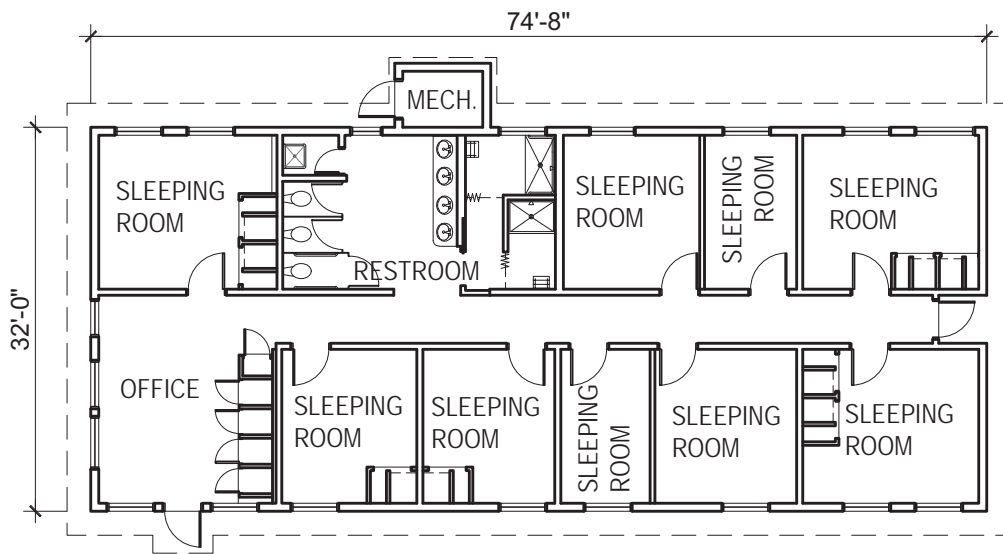 74'-8"
MECH.
SLEEPING
ROOM
SLEEPING
ROOM
SLEEPING
ROOM
SLEEPING
ROOM
RESTROOM
32'-0"
OFFICE
SLEEPING
ROOM
SLEEPING
ROOM
SLEEPING
ROOM
SLEEPING
ROOM
SLEEPING
ROOM